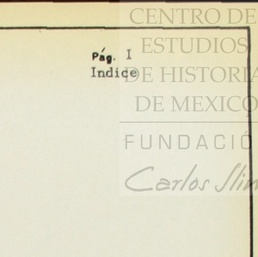 CENTRO DE
ESTUDIOS
DE HISTORIA
DE MEXICO
FUNDACIÓ
Carlos Slim
Pág. I
Indice